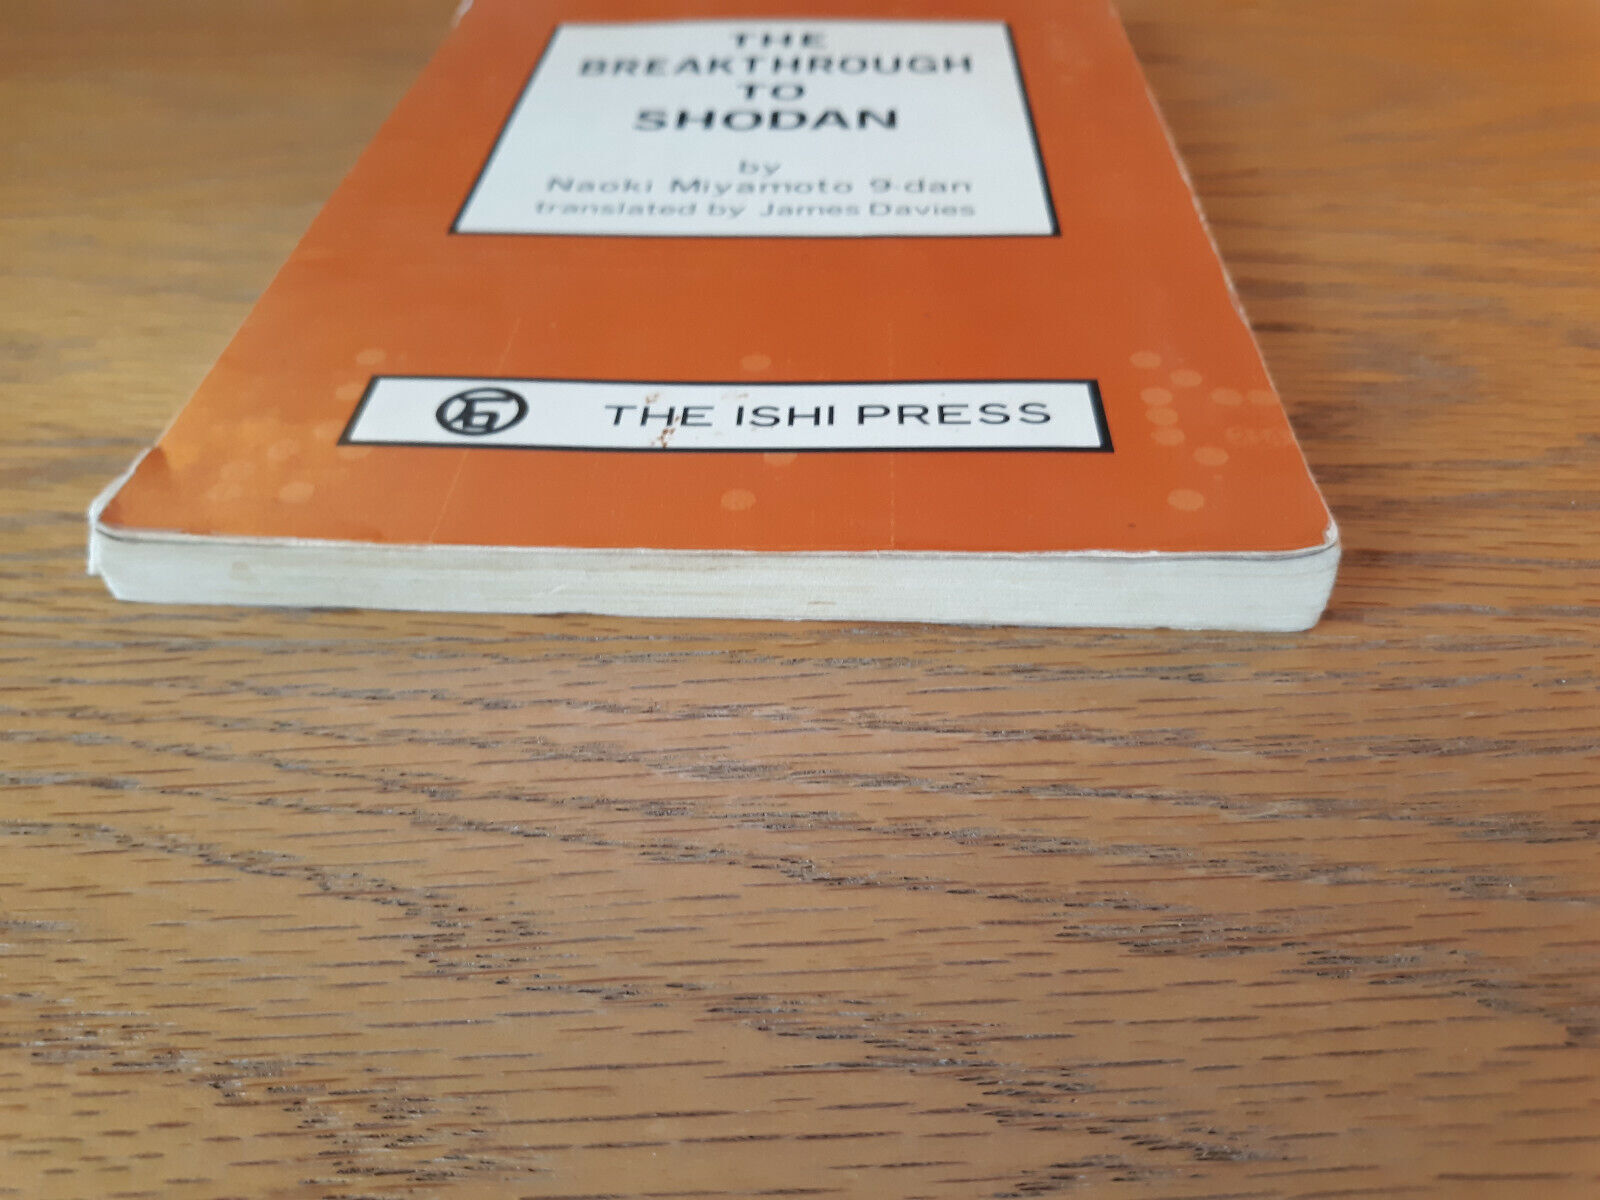 THE
BREAKTHROUGH
TO
SHODAN
by
Naoki Miyamoto 9-dan
translated by James Davies
THE ISHI PRESS